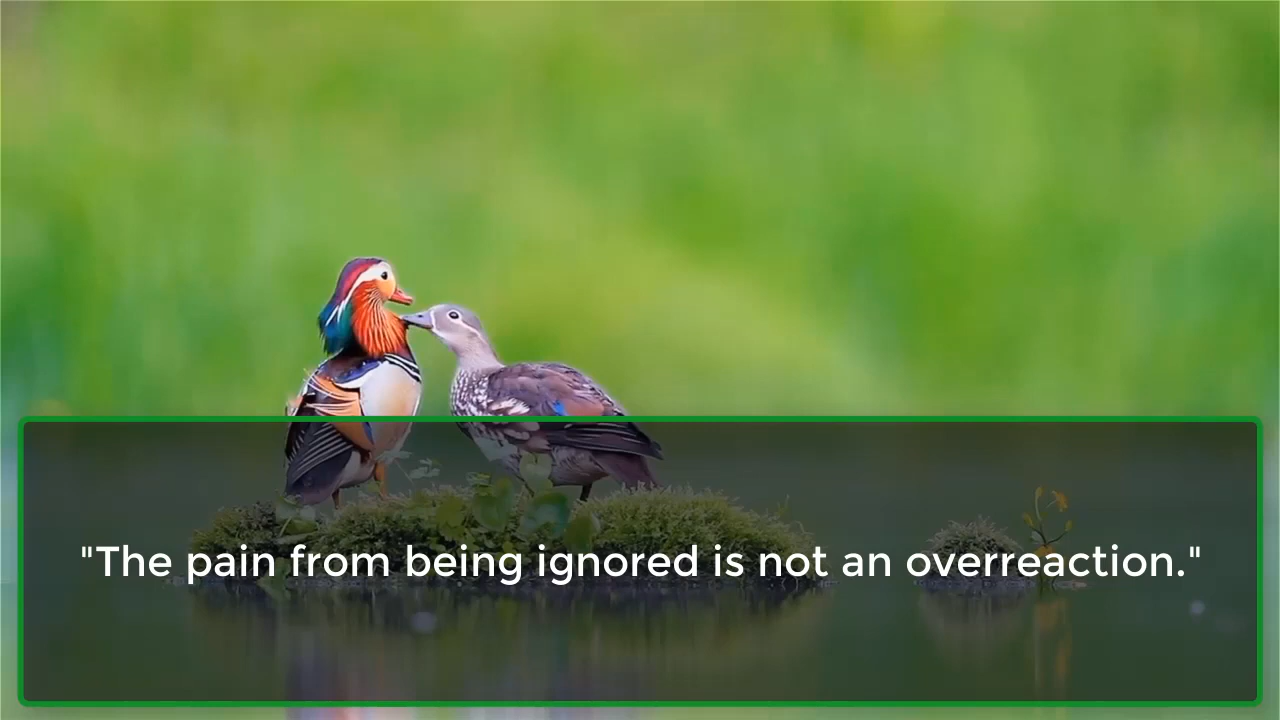 "The pain from being ignored is not an overreaction."